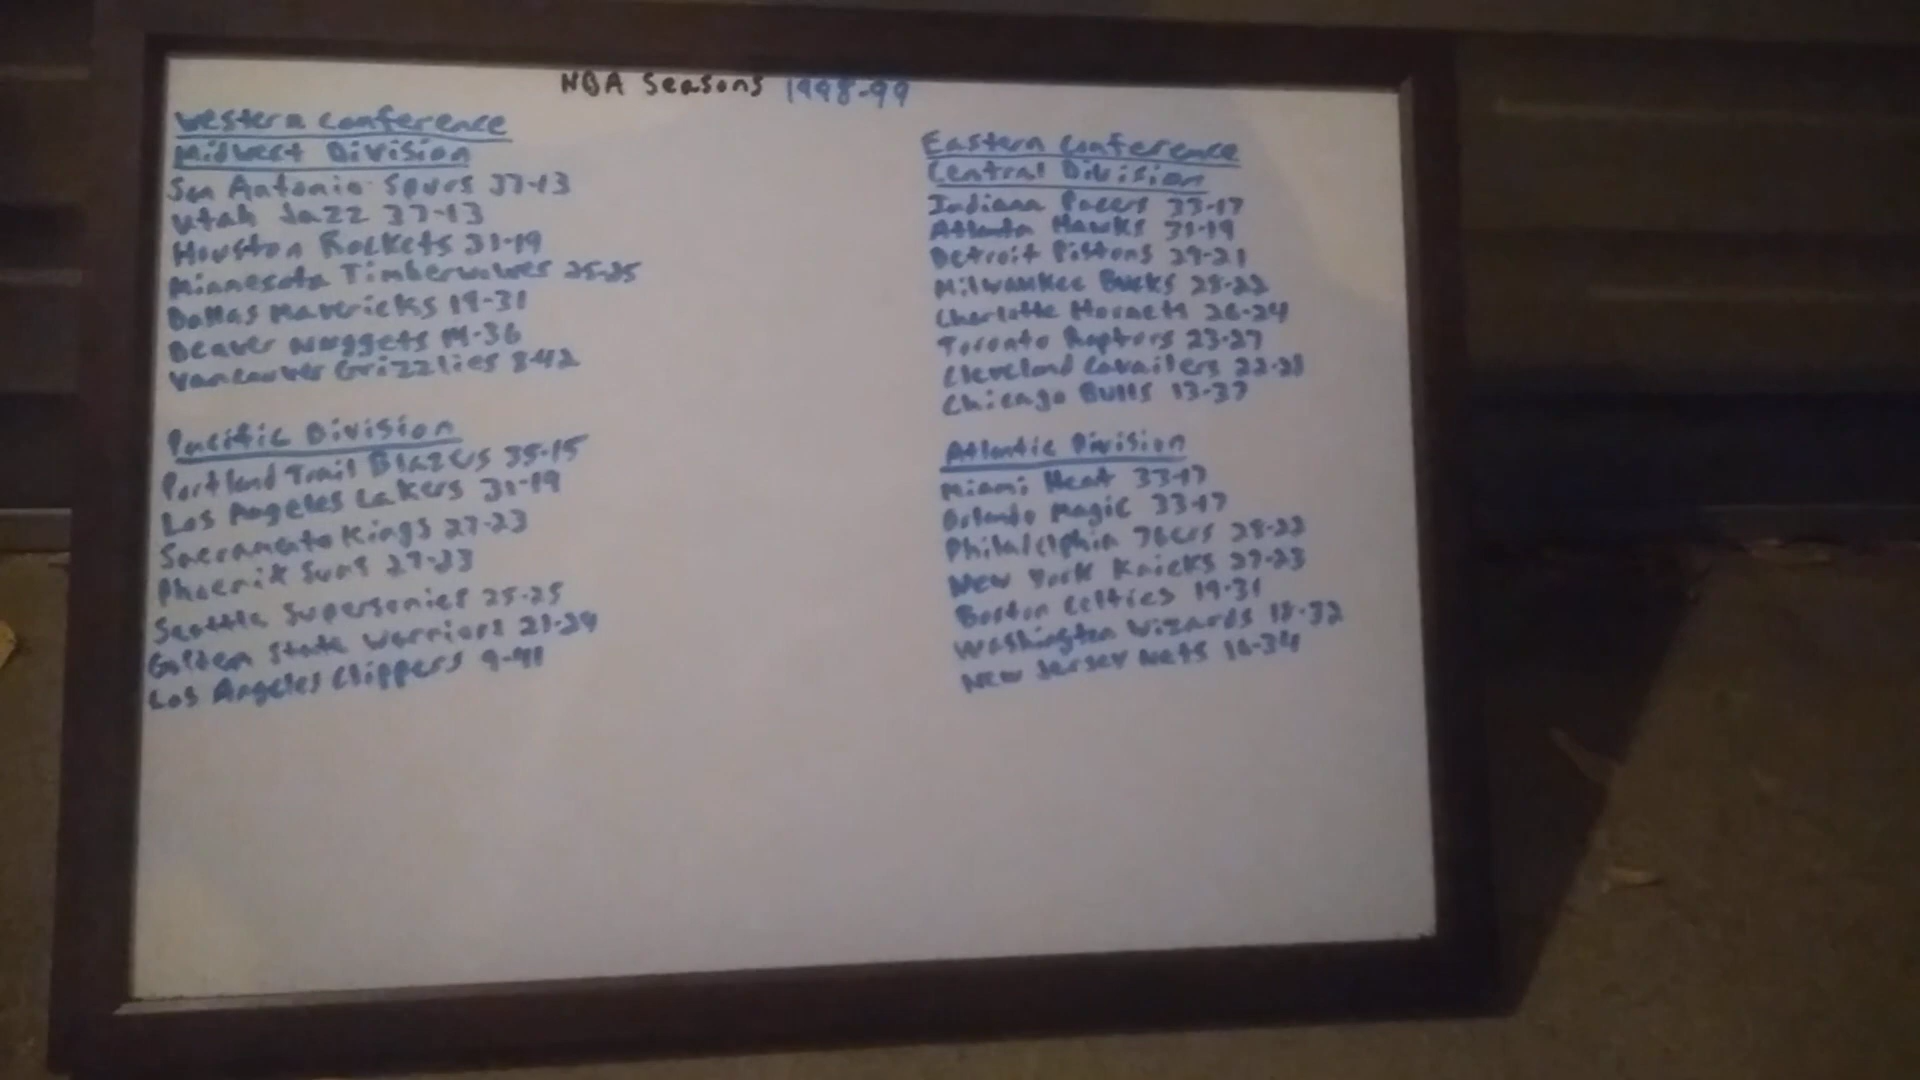 NBA Seasons 1998-99
Western Conference
Midwest Division
San Antonio Spurs 37-13
Utah Jazz 37-13
Houston Rockets 31-19
Minnesota Timberwolves 25-25
Dallas Mavericks 19-31
Denver Nuggets 14-36
Vancouver Grizzlies 8-42
Pacific Division
Portland Trail Blazers 35-15
Los Angeles Lakers 31-19
Sacramento Kings 27-23
Phoenix Suns 27-23
Seattle Supersonics 25-25
Golden State Warriors 21-29
Los Angeles Clippers 9-41
Eastern Conference
Central Division
Indiana Pacers 33-17
Atlanta Hawks 31-19
Detroit Pistons 29-21
Milwaukee Bucks 28-22
Charlotte Hornets 26-24
Toronto Raptors 23-27
Cleveland Cavailers 22-28
Chicago Bulls 13-37
Atlantic Division
Miami Heat 33-17
Orlando Magic 33-17
Philadelphia 76ers 28-22
New York Knicks 27-23
Boston Celtics 19-31
Washington Wizards 18-32
New Jersey Nets 16-34